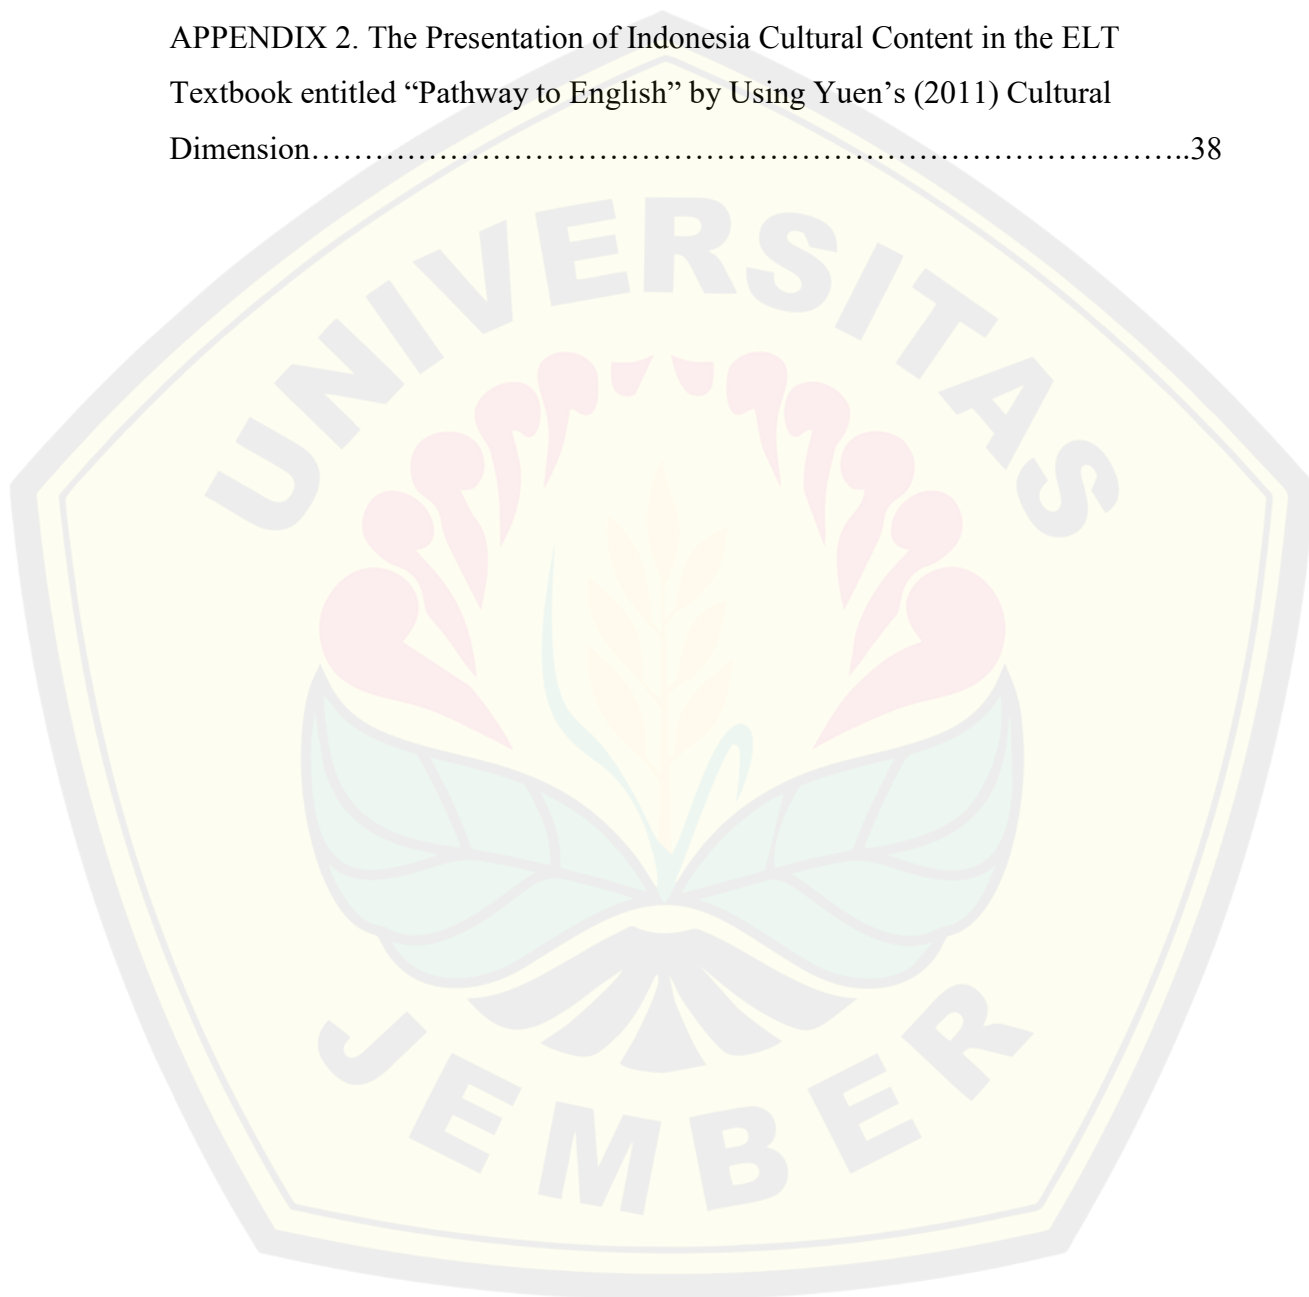 APPENDIX 2. The Presentation of Indonesia Cultural Content in the ELT
Textbook entitled “Pathway to English” by Using Yuen’s (2011) Cultural
Dimension…………………………………………………………………………..38
UNIVERSITAS
JEMBER